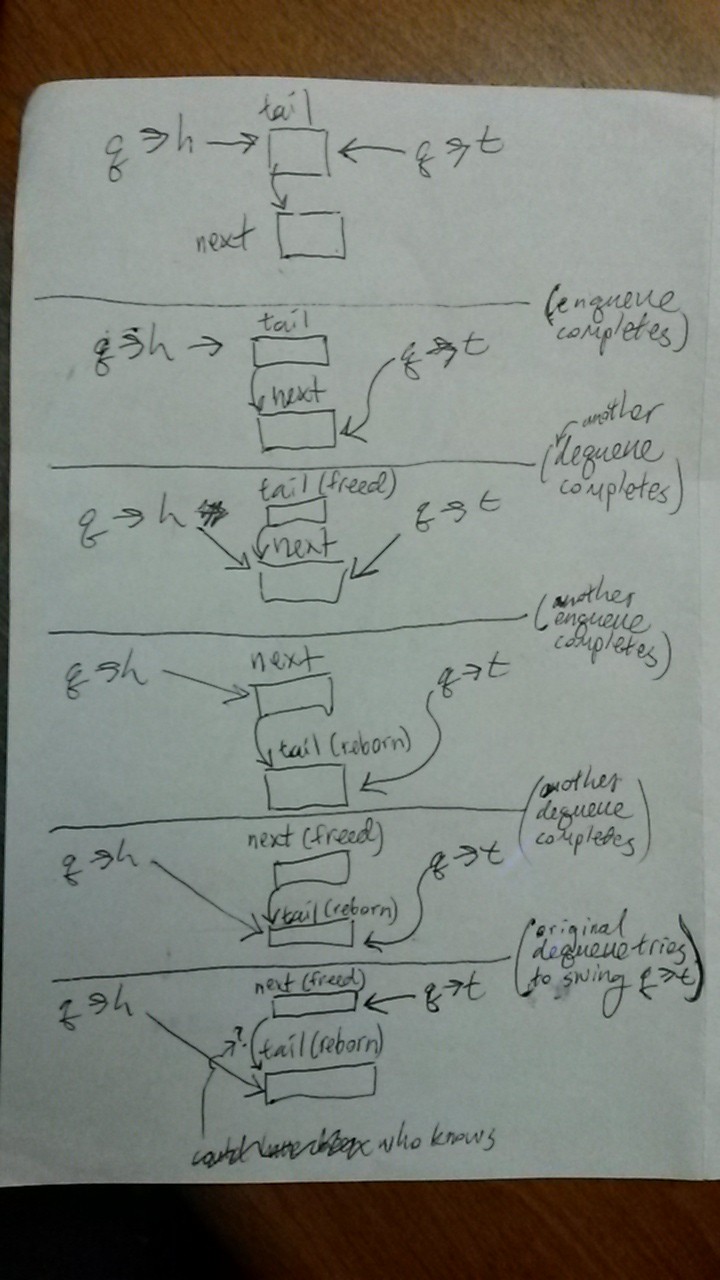 tail
q→h → ← q→t
next
(enqueue
completes)
tail
q→h → q→t
next
another
(dequeue
completes)
tail (freed)
q→h q→t
next
(another
enqueue
completes)
next
q→h q→t
tail (reborn)
(another
dequeue
completes)
next (freed)
q→h q→t
tail (reborn)
(original
dequeue tries
to swing q→t)
next (freed)
q→h ← q→t
→?
tail (reborn)
who knows